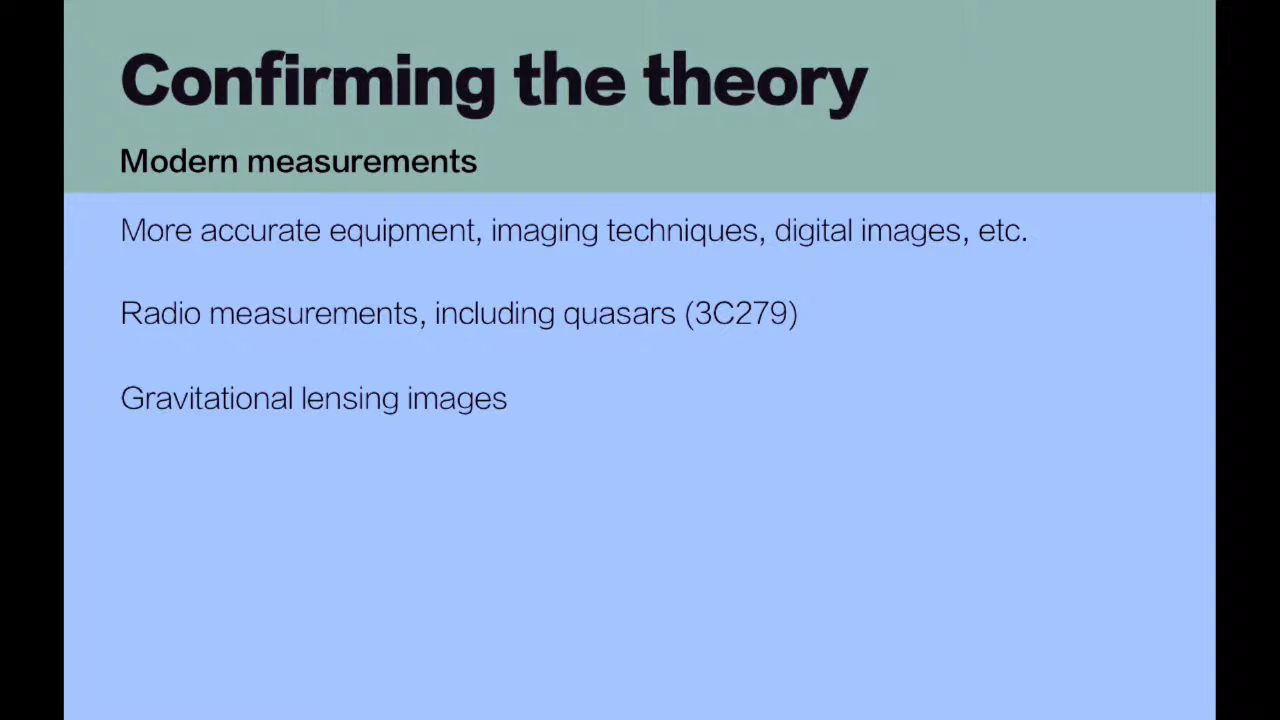 Confirming the theory
Modern measurements
More accurate equipment, imaging techniques, digital images, etc.
Radio measurements, including quasars (3C279)
Gravitational lensing images